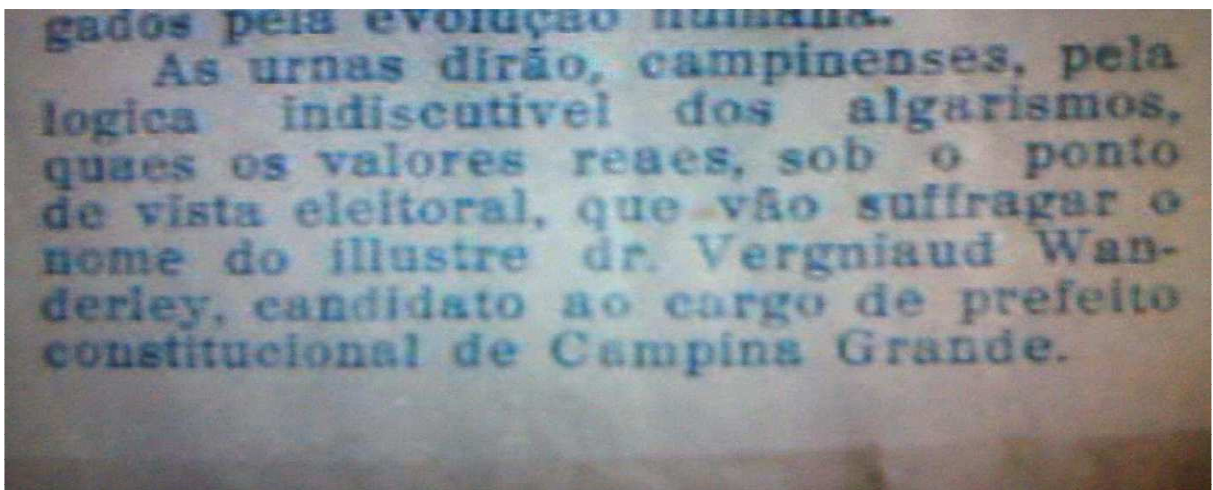 gados pela evolução humana.
As urnas dirão, campinenses, pela
logica indiscutivel dos algarismos,
quaes os valores reaes, sob o ponto
de vista eleitoral, que vão suffragar o
nome do illustre dr. Vergniaud Wan-
derley, candidato ao cargo de prefeito
constitucional de Campina Grande.